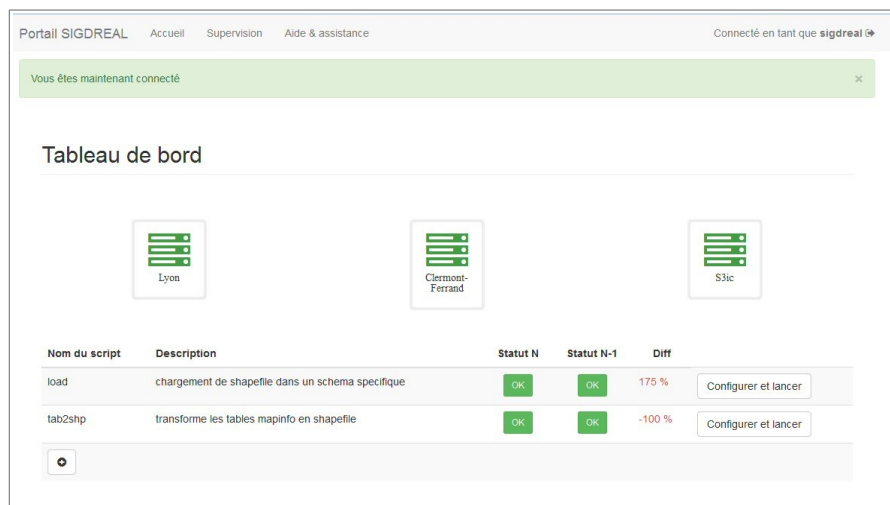 Portail SIGDREAL Accueil Supervision Aide & assistance Connecté en tant que sigdreal
Vous êtes maintenant connecté ×
Tableau de bord
Lyon Clermont- S3ic
Ferrand
Nom du script Description Statut N Statut N-1 Diff
load chargement de shapefile dans un schema specifique OK OK 175 % Configurer et lancer
tab2shp transforme les tables mapinfo en shapefile OK OK -100 % Configurer et lancer